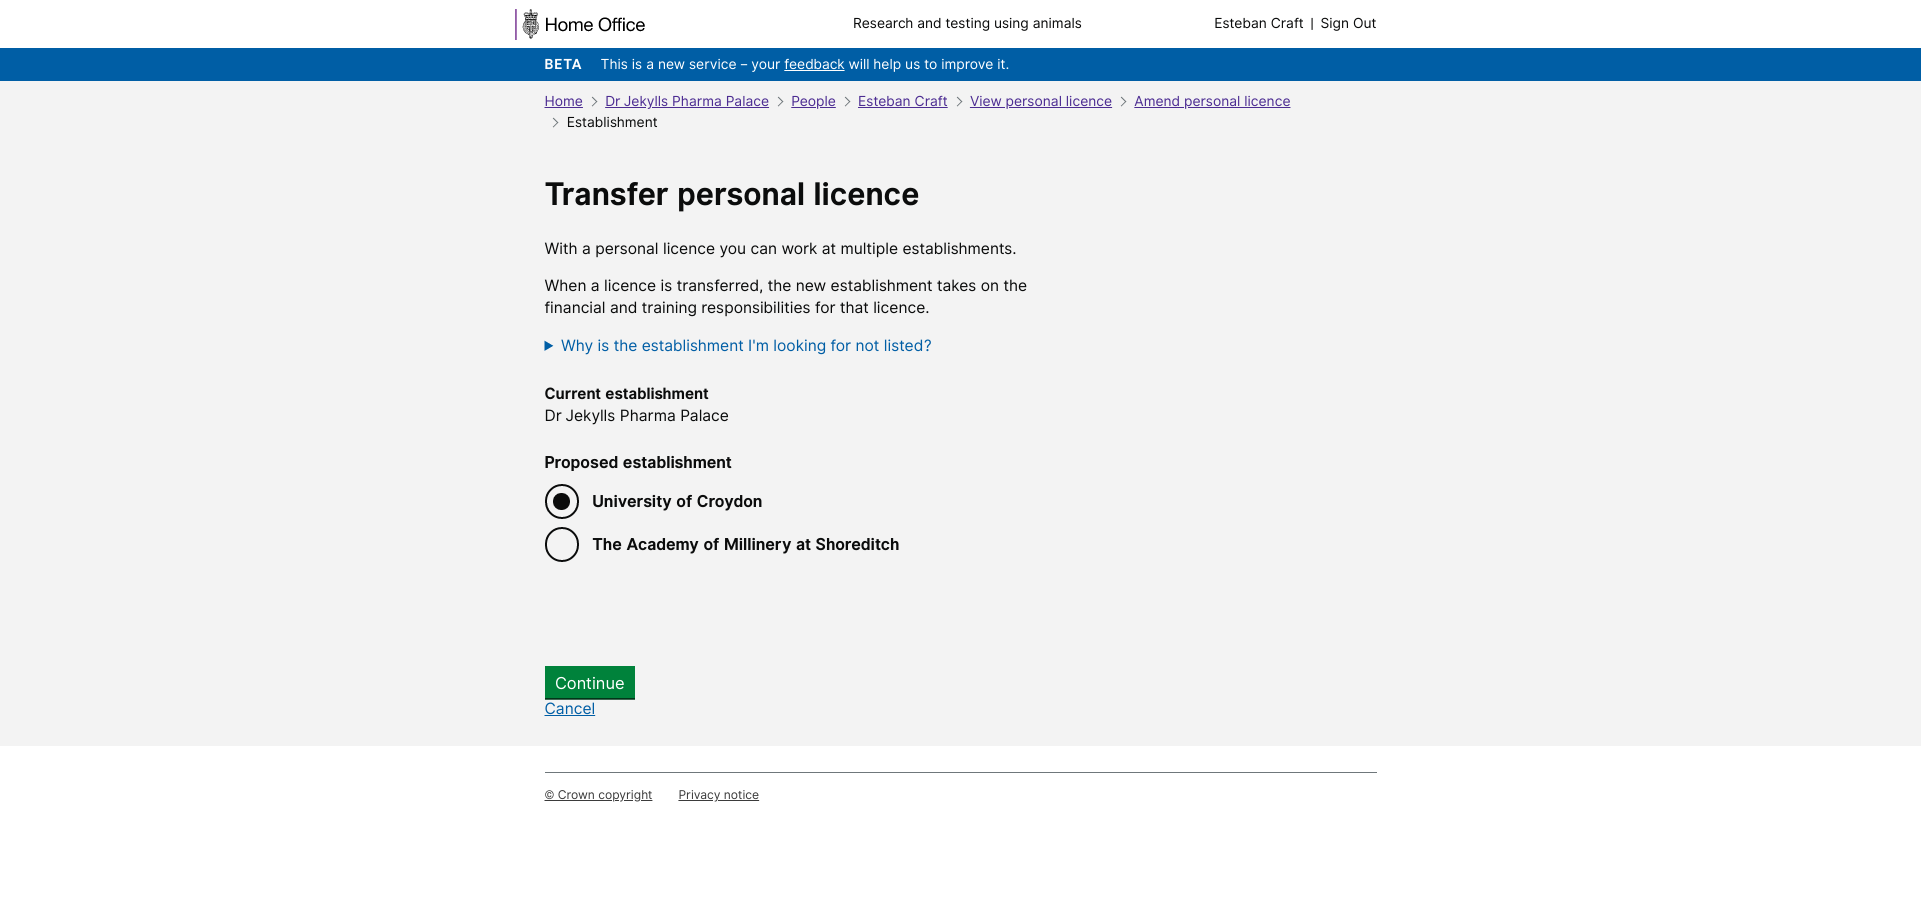 Home Office
Research and testing using animals
Esteban Craft | Sign Out
BETA This is a new service – your feedback will help us to improve it.
Home > Dr Jekylls Pharma Palace > People > Esteban Craft > View personal licence > Amend personal licence
> Establishment
Transfer personal licence
With a personal licence you can work at multiple establishments.
When a licence is transferred, the new establishment takes on the
financial and training responsibilities for that licence.
Why is the establishment I'm looking for not listed?
Current establishment
Dr Jekylls Pharma Palace
Proposed establishment
University of Croydon
The Academy of Millinery at Shoreditch
Continue
Cancel
© Crown copyright Privacy notice